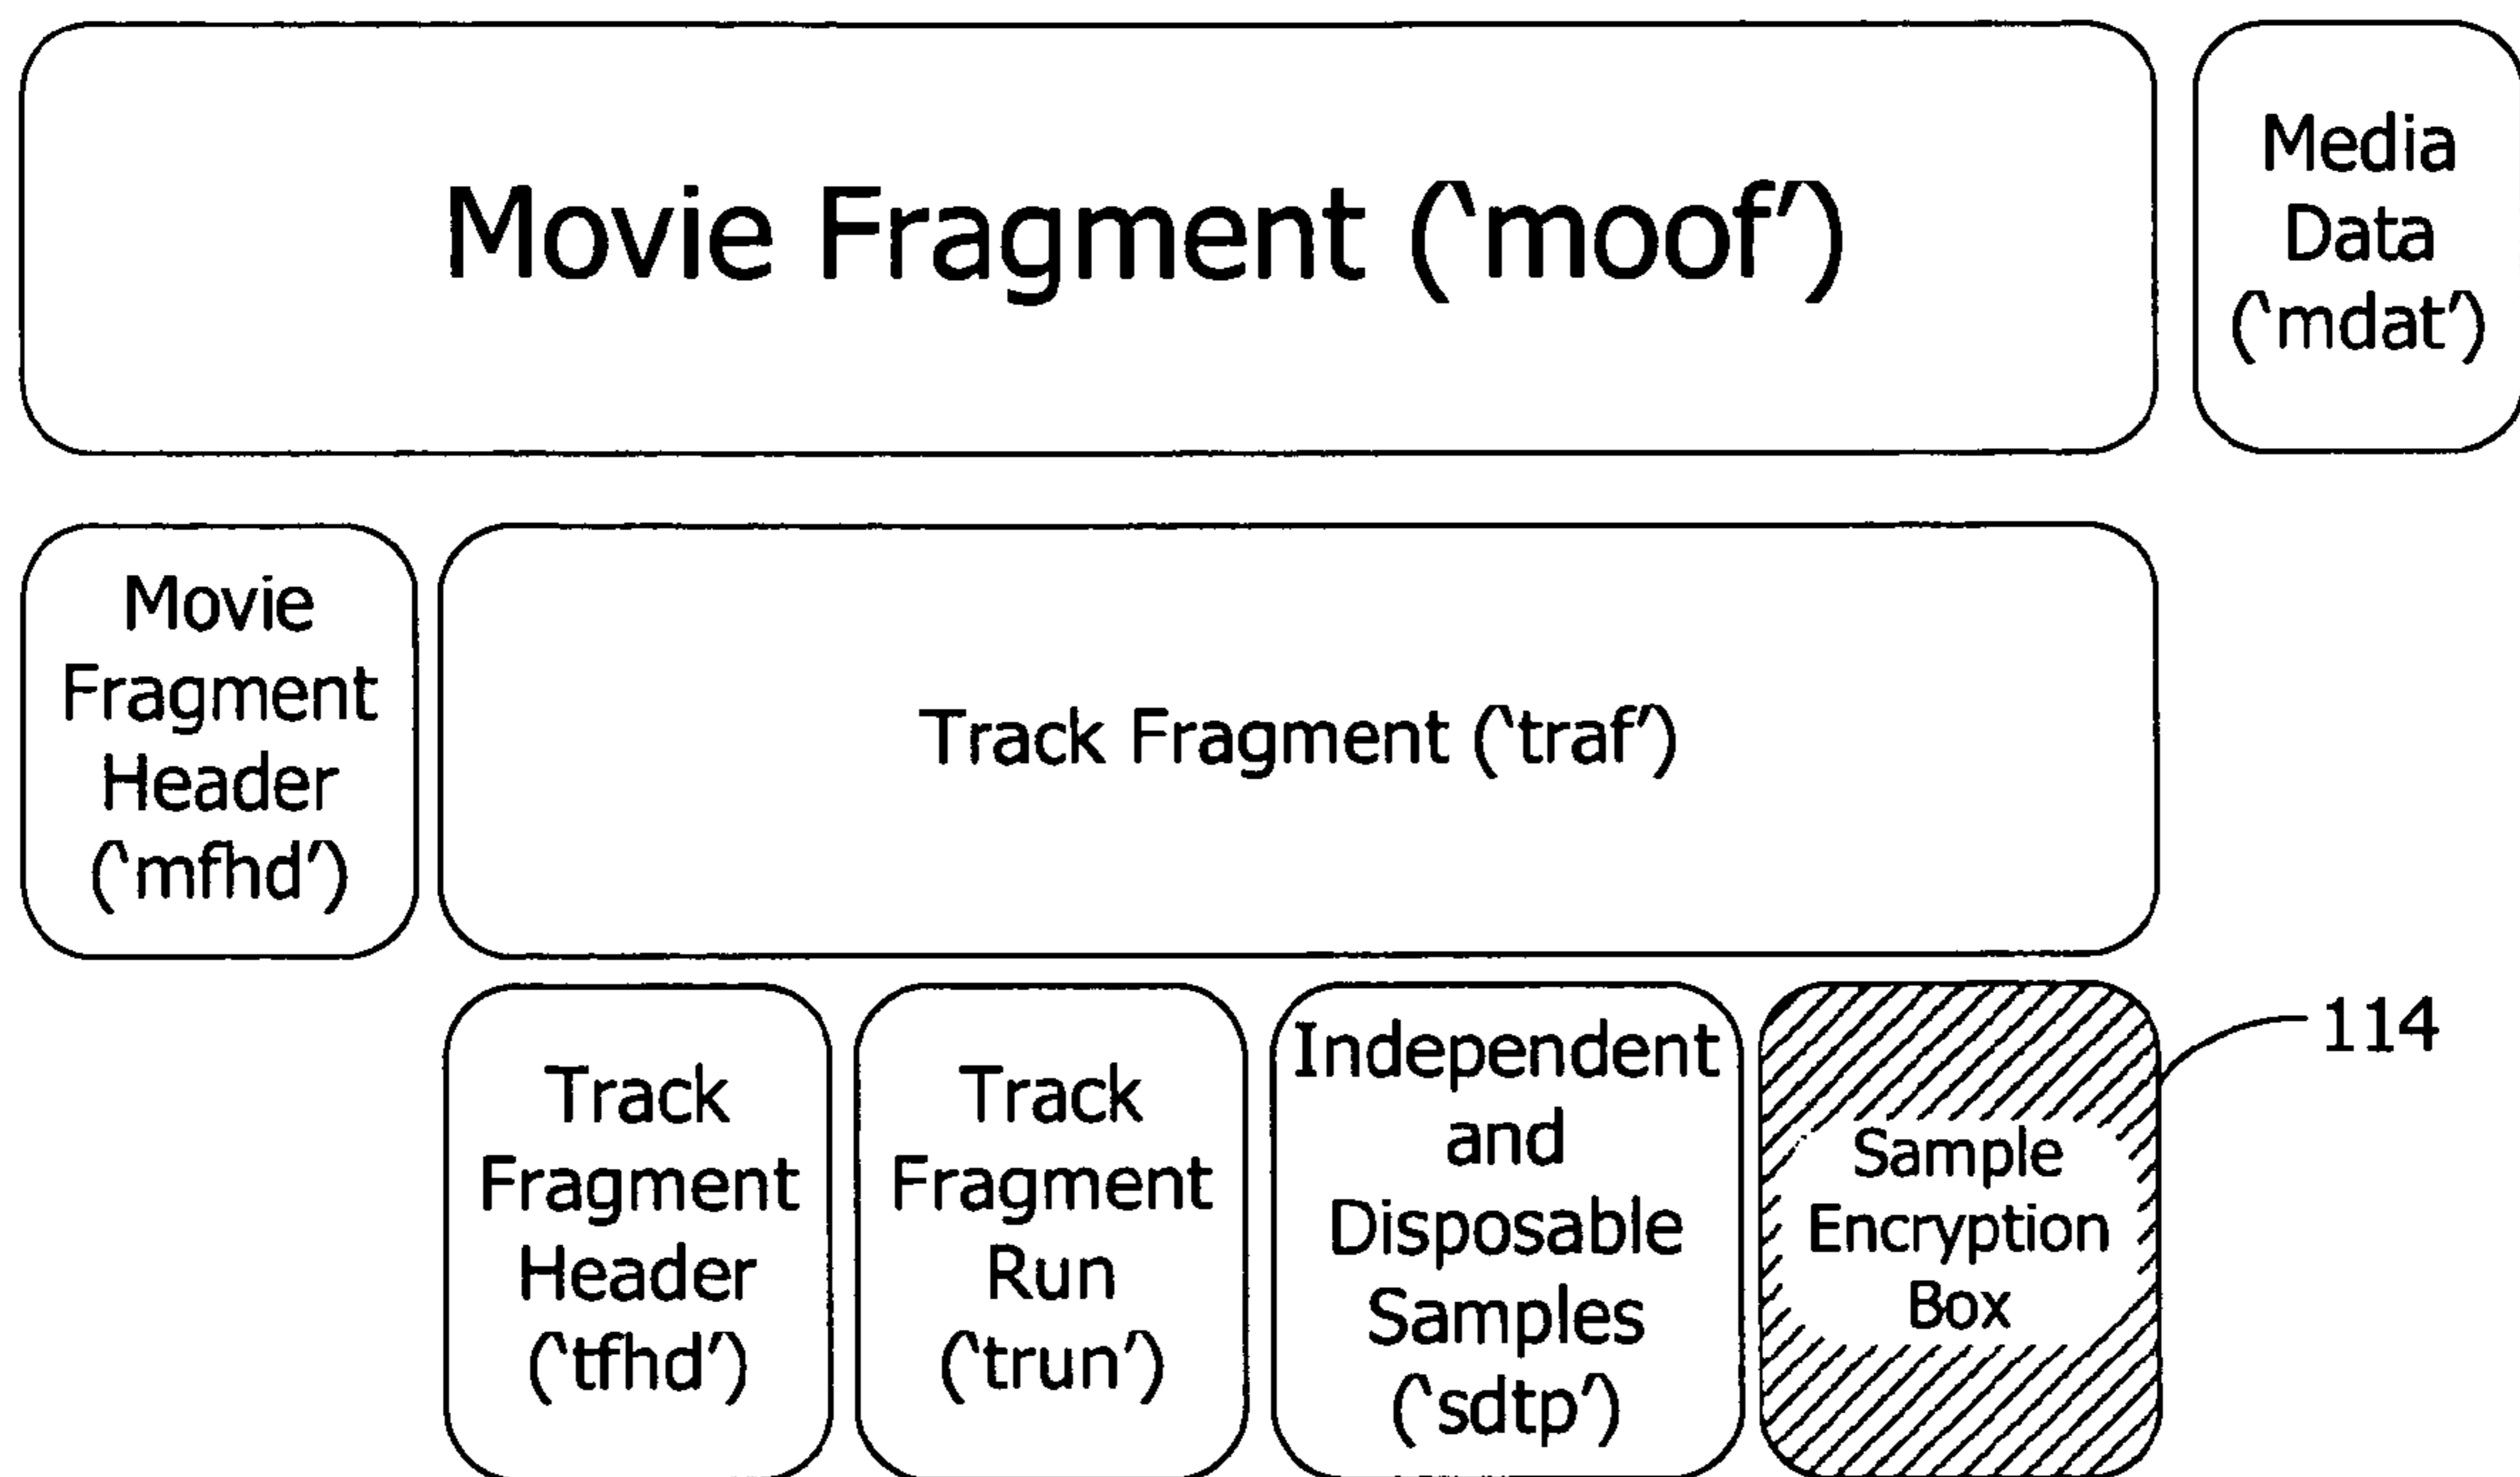 Movie Fragment (‘moof’)
Media
Data
(‘mdat’)
Movie
Fragment
Header
(‘mfhd’)
Track Fragment (‘traf’)
Track
Fragment
Header
(‘tfhd’)
Track
Fragment
Run
(‘trun’)
Independent
and
Disposable
Samples
(‘sdtp’)
Sample
Encryption
Box
114